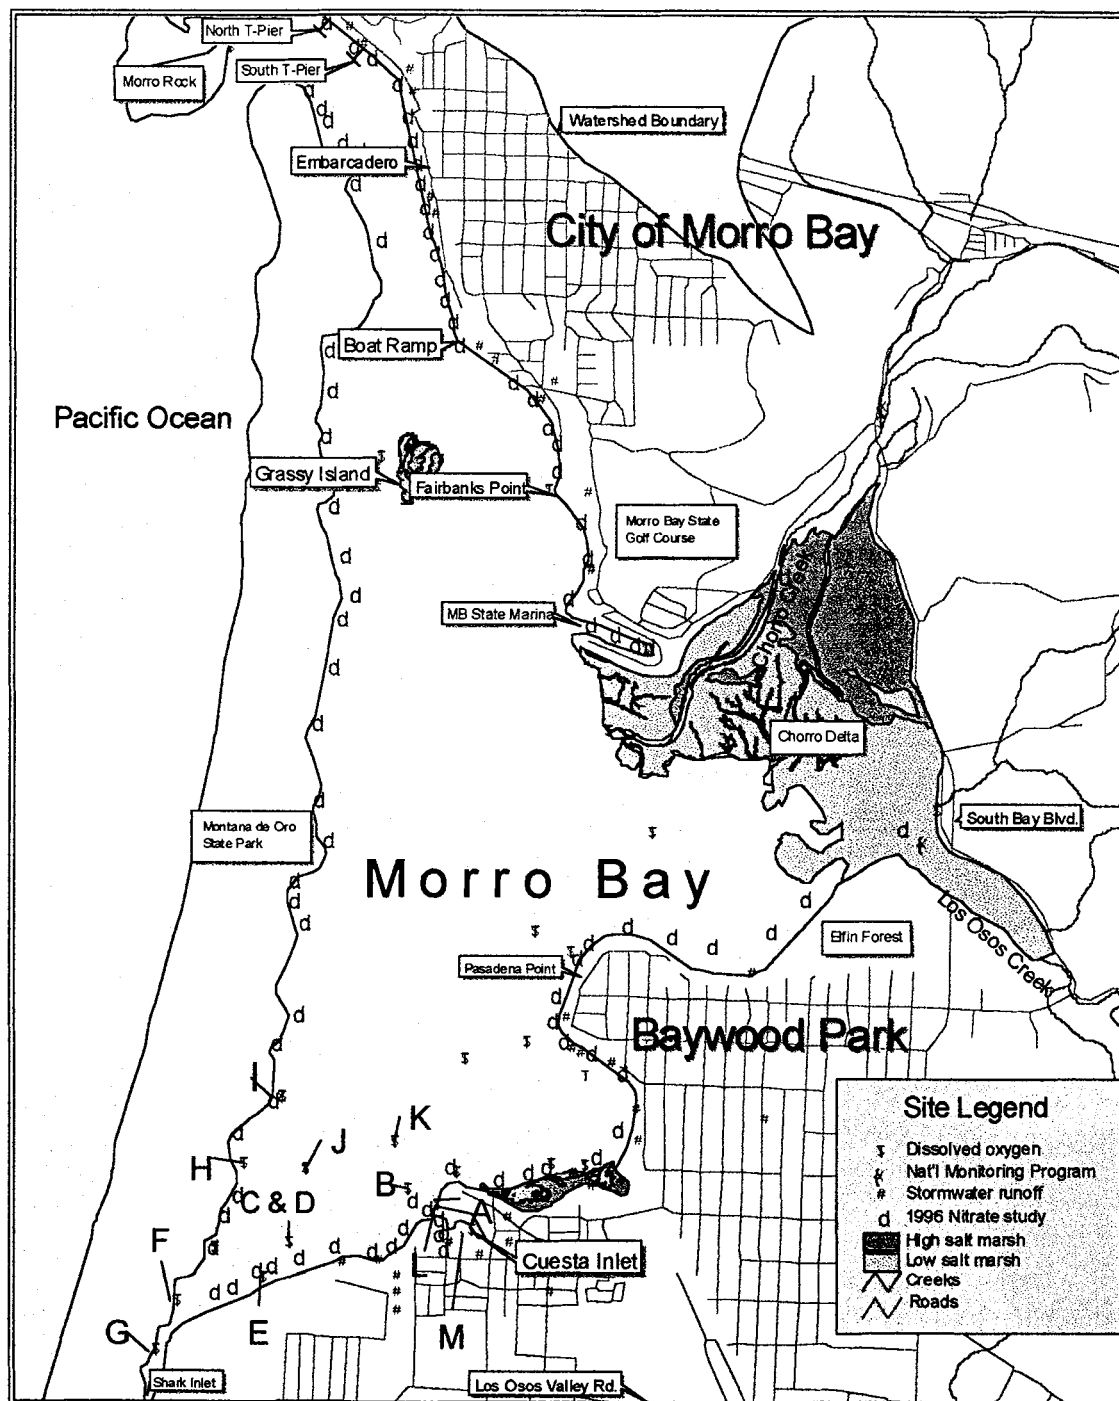 North T-Pier
Morro Rock
South T-Pier
Watershed Boundary
Embarcadero
City of Morro Bay
Boat Ramp
Pacific Ocean
Grassy Island
Fairbanks Point
Morro Bay State
Golf Course
MB State Marina
Chorro Creek
Chorro Delta
Montana de Oro
State Park
South Bay Blvd.
Morro Bay
Los Osos Creek
Elfin Forest
Pasadena Point
Baywood Park
I
K
J
H
B
C & D
A
F
Cuesta Inlet
L
G
E
M
Shark Inlet
Los Osos Valley Rd.
Site Legend
Dissolved oxygen
Nat'l Monitoring Program
# Stormwater runoff
d 1996 Nitrate study
High salt marsh
Low salt marsh
Creeks
Roads